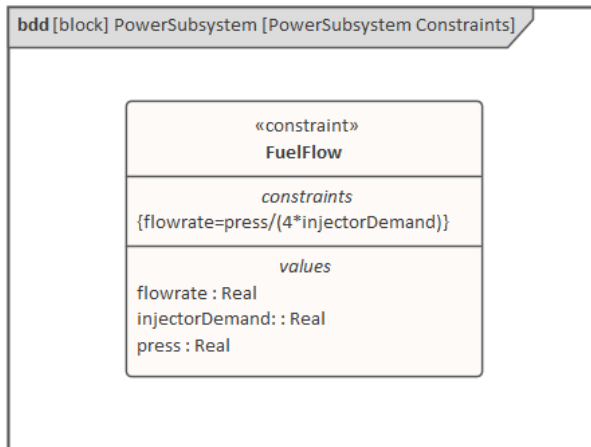 bdd [block] PowerSubsystem [PowerSubsystem Constraints]
«constraint»
FuelFlow
constraints
{flowrate=press/(4*injectorDemand)}
values
flowrate : Real
injectorDemand: : Real
press : Real